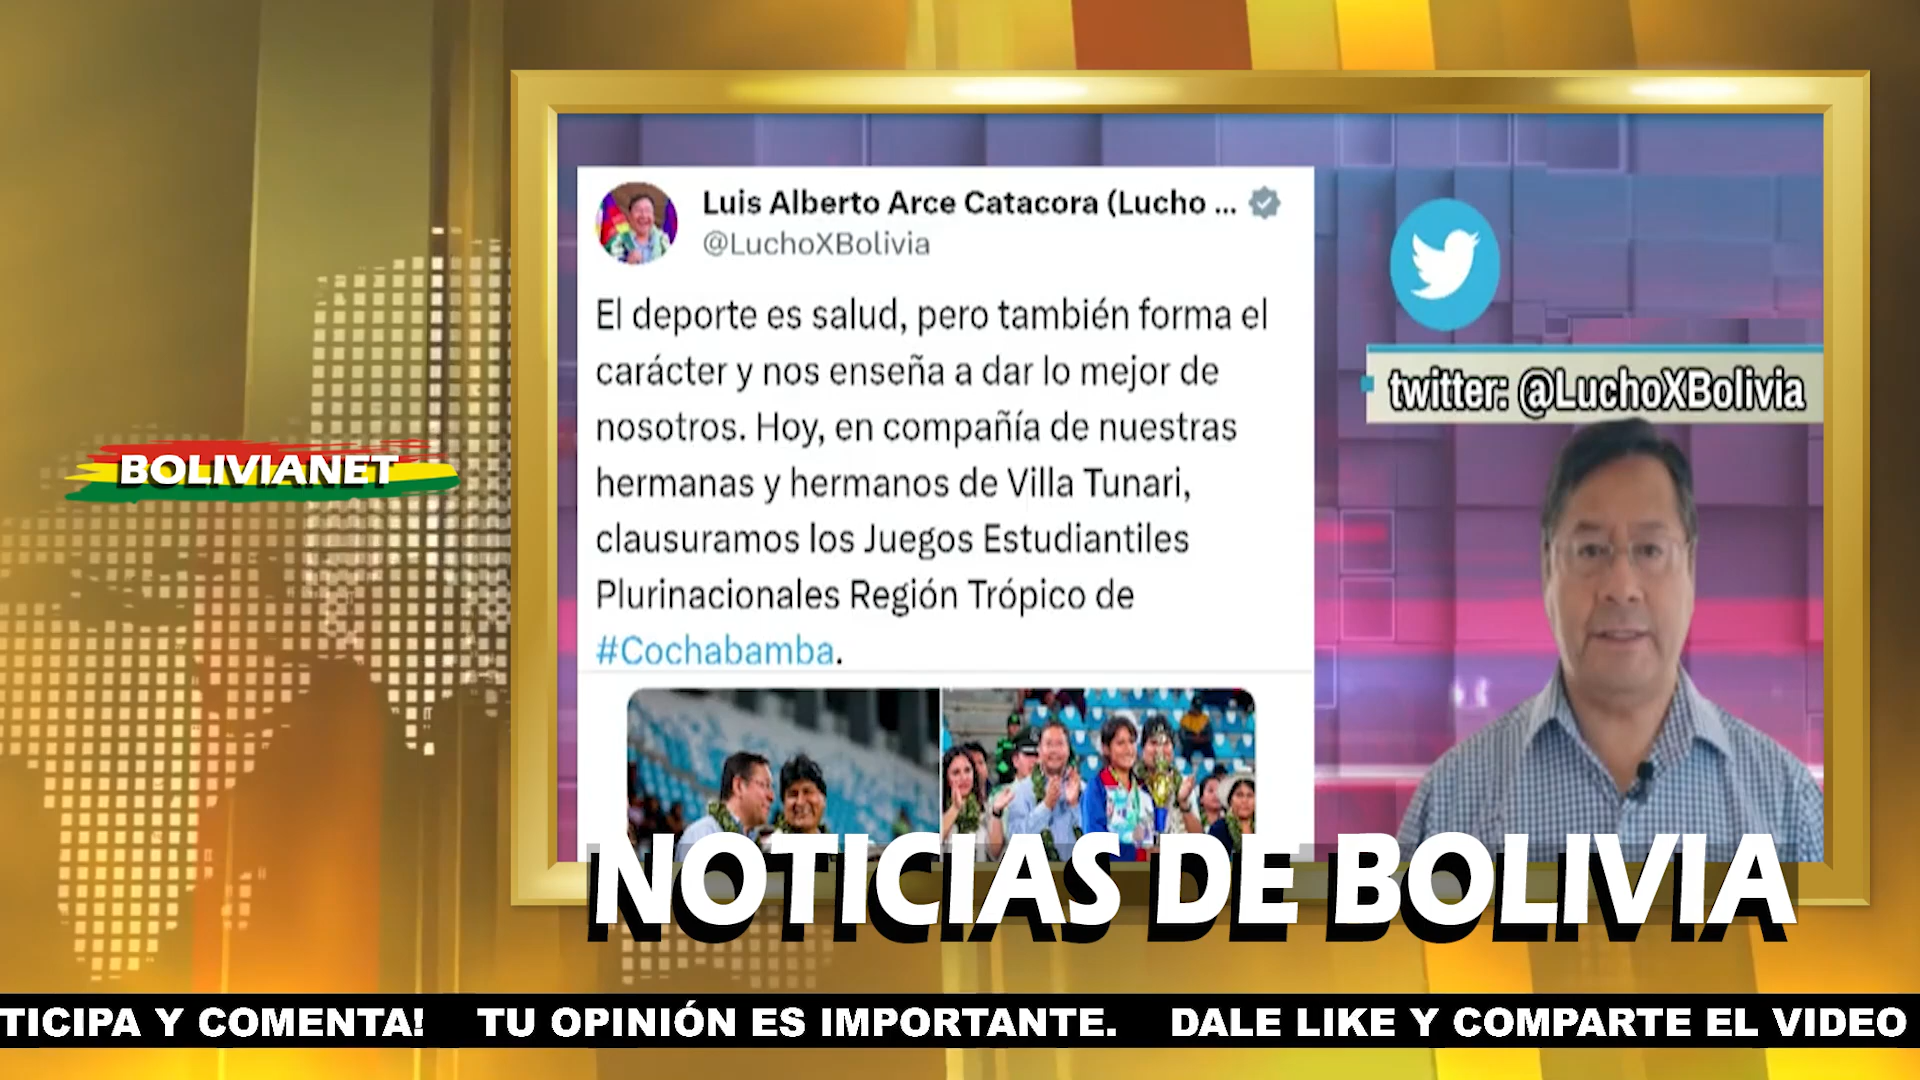 Luis Alberto Arce Catacora (Lucho ...
@LuchoXBolivia
El deporte es salud, pero también forma el
carácter y nos enseña a dar lo mejor de
nosotros. Hoy, en compañía de nuestras
hermanas y hermanos de Villa Tunari,
clausuramos los Juegos Estudiantiles
Plurinacionales Región Trópico de
#Cochabamba.
twitter: @LuchoXBolivia
BOLIVIANET
NOTICIAS DE BOLIVIA
TICIPA Y COMENTA! TU OPINIÓN ES IMPORTANTE. DALE LIKE Y COMPARTE EL VIDEO